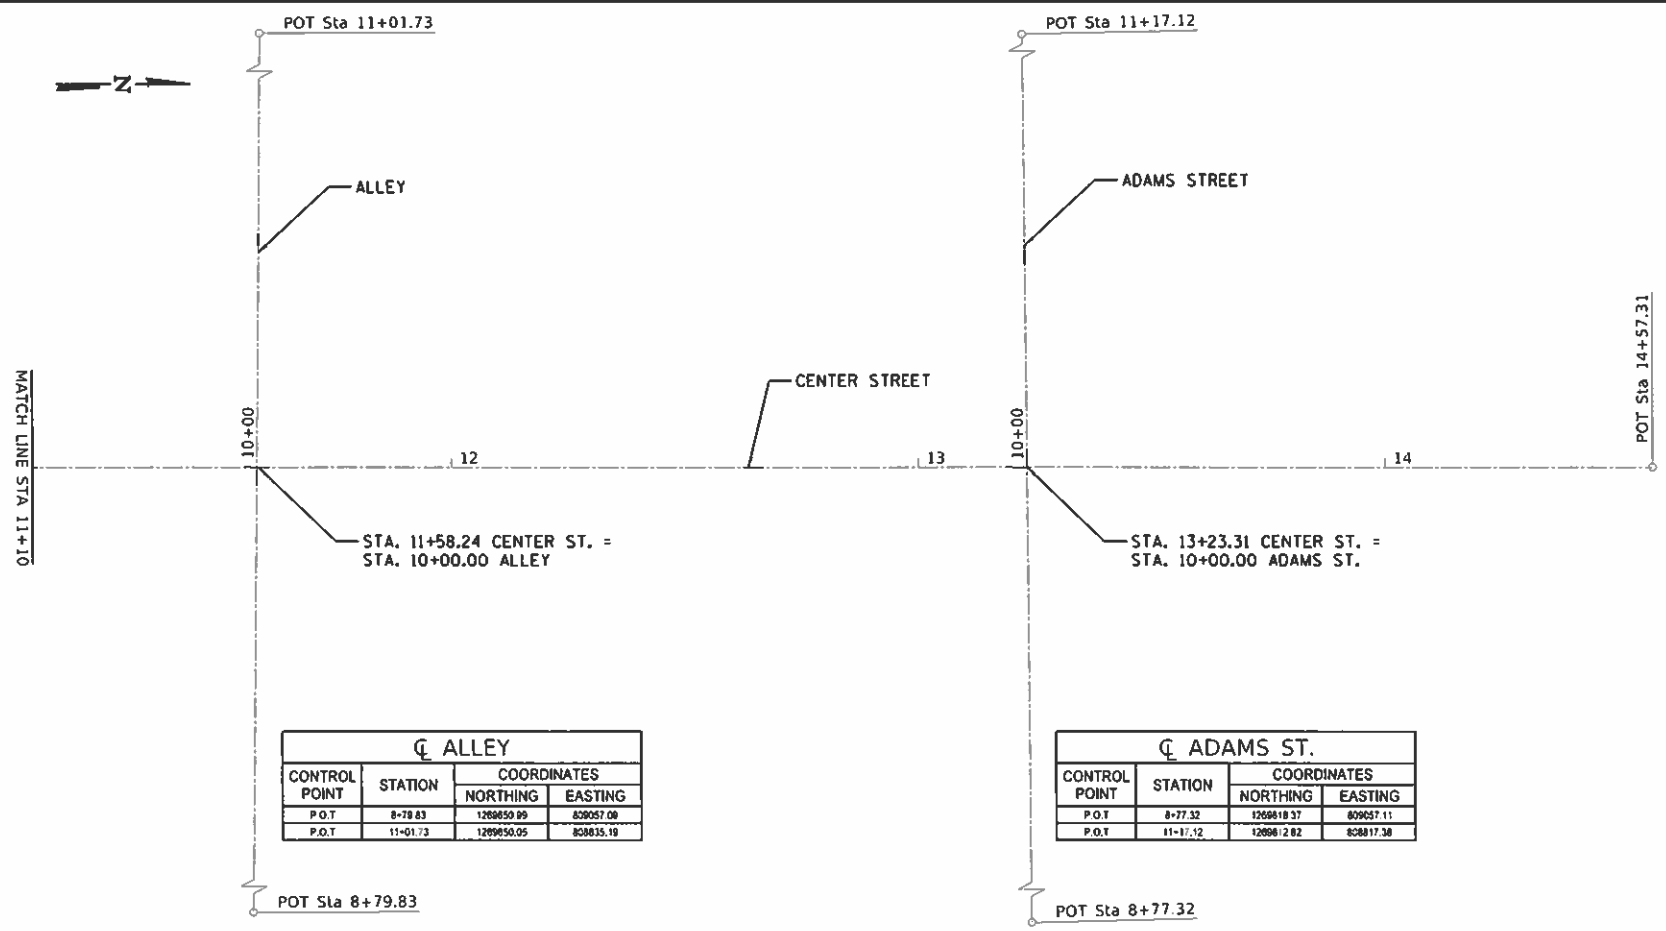 POT Sta 11+01.73
POT Sta 11+17.12
N
ALLEY
ADAMS STREET
POT Sta 14+57.31
CENTER STREET
MATCH LINE STA 11+10
10+00
12
13
10+00
14
STA. 11+58.24 CENTER ST. =
STA. 10+00.00 ALLEY
STA. 13+23.31 CENTER ST. =
STA. 10+00.00 ADAMS ST.
℄ ALLEY
CONTROL POINT STATION COORDINATES
NORTHING EASTING
P.O.T 8+79.83 809057.09
P.O.T 11+01.73 808835.19
℄ ADAMS ST.
CONTROL POINT STATION COORDINATES
NORTHING EASTING
P.O.T 8+77.32 809057.11
P.O.T 11+17.12 808817.38
POT Sta 8+79.83
POT Sta 8+77.32